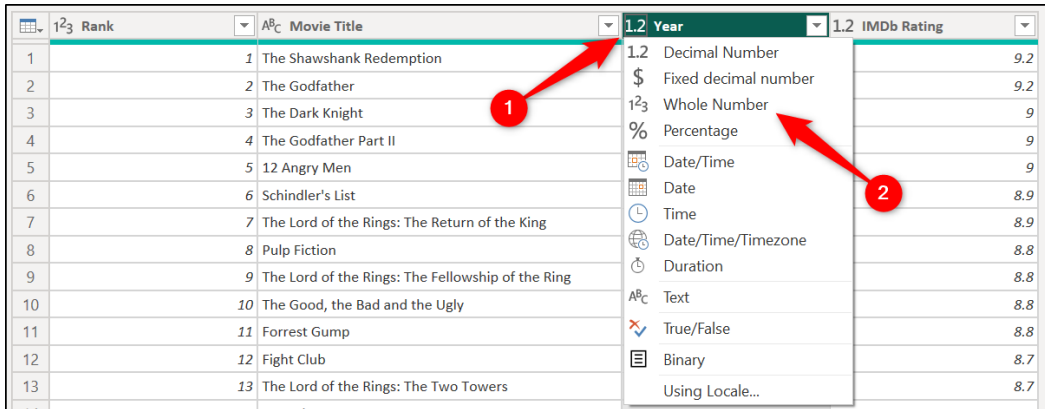 1²3 Rank ABC Movie Title 1.2 Year 1.2 IMDb Rating
1 1 The Shawshank Redemption 9.2
2 2 The Godfather 9.2
3 3 The Dark Knight 9
4 4 The Godfather Part II 9
5 5 12 Angry Men 9
6 6 Schindler's List 8.9
7 7 The Lord of the Rings: The Return of the King 8.9
8 8 Pulp Fiction 8.8
9 9 The Lord of the Rings: The Fellowship of the Ring 8.8
10 10 The Good, the Bad and the Ugly 8.8
11 11 Forrest Gump 8.8
12 12 Fight Club 8.7
13 13 The Lord of the Rings: The Two Towers 8.7
1.2 Decimal Number
$ Fixed decimal number
1²3 Whole Number
% Percentage
Date/Time
Date
Time
Date/Time/Timezone
Duration
ABC Text
True/False
Binary
Using Locale...
1
2